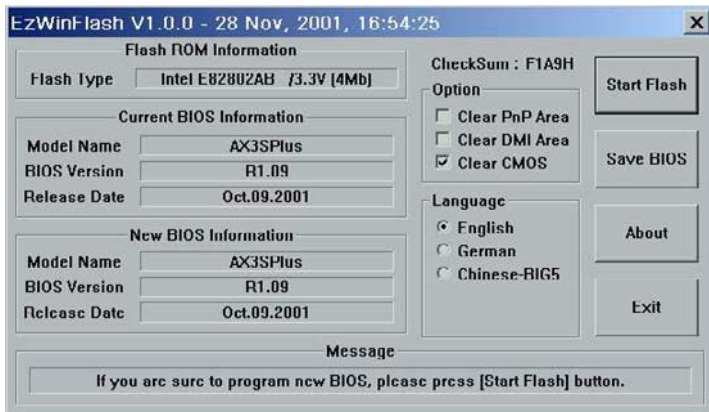 EzWinFlash V1.0.0 - 28 Nov, 2001, 16:54:25
Flash ROM Information
Flash Type Intel E82802AB /3.3V (4Mb)
Current BIOS Information
Model Name AX3SPlus
BIOS Version R1.09
Release Date Oct.09.2001
New BIOS Information
Model Name AX3SPlus
BIOS Version R1.09
Release Date Oct.09.2001
CheckSum : F1A9H
Option
Clear PnP Area
Clear DMI Area
Clear CMOS
Language
English
German
Chinese-BIG5
Start Flash
Save BIOS
About
Exit
Message
If you are sure to program new BIOS, please press [Start Flash] button.